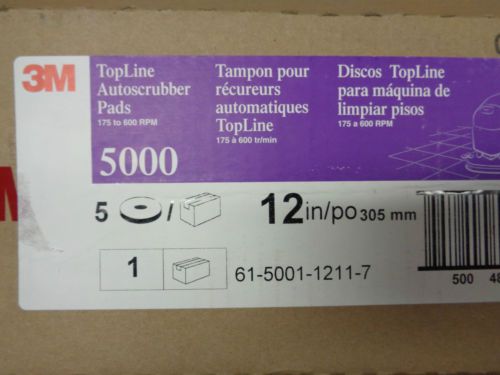 3M
TopLine
Autoscrubber
Pads
175 to 600 RPM
5000
Tampon pour
récureurs
automatiques
TopLine
175 à 600 tr/min
Discos TopLine
para máquina de
limpiar pisos
175 a 600 RPM
5 / 12in/po 305 mm
1 61-5001-1211-7
500 48